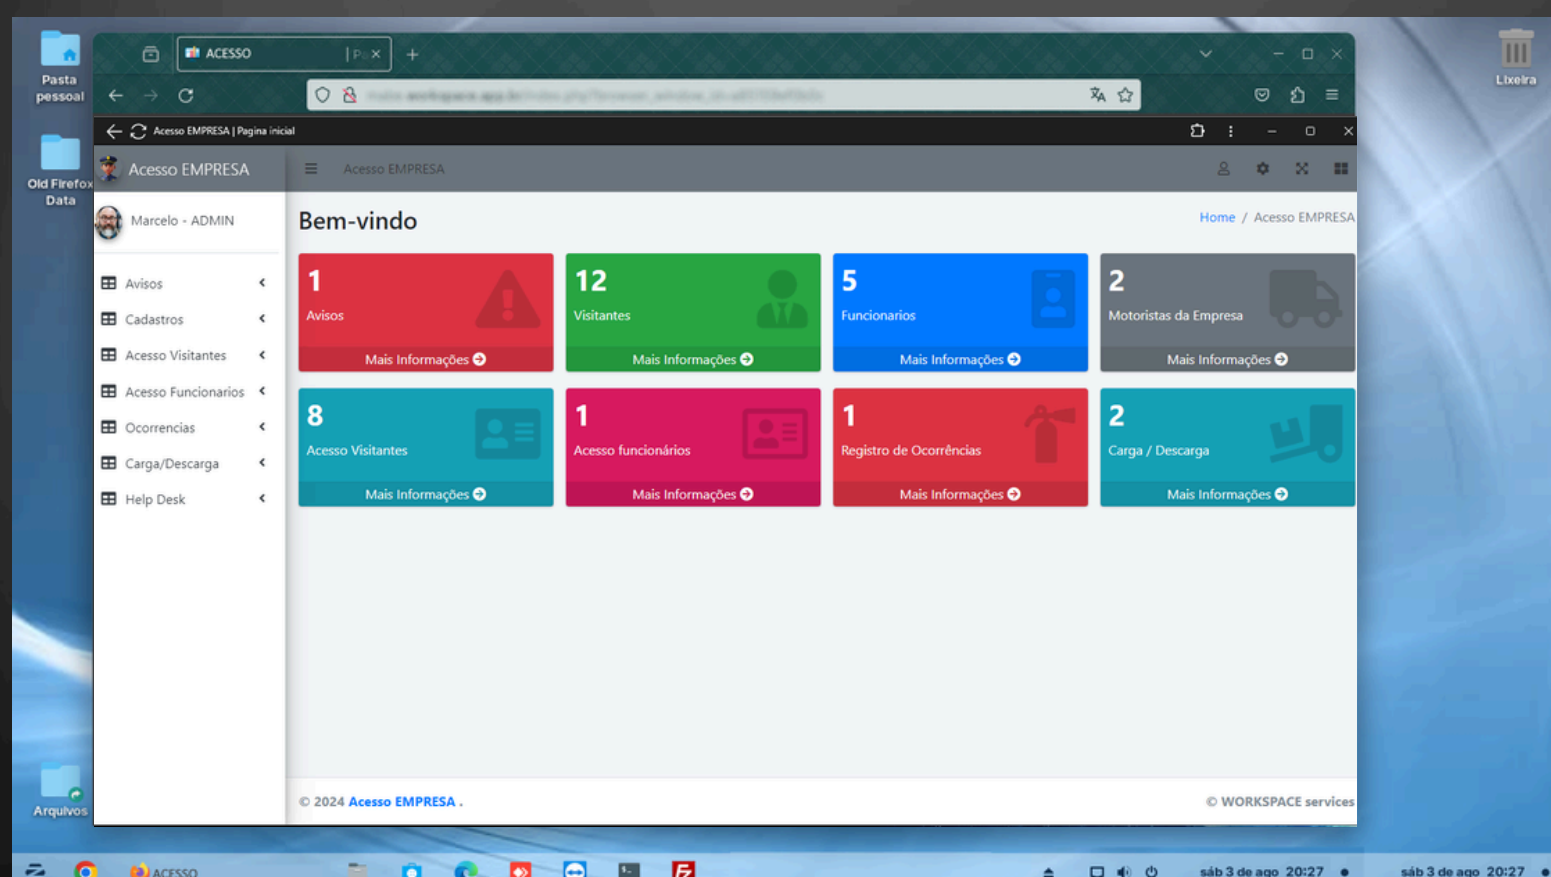 Pasta
pessoal
Lixeira
Old Firefox
Data
Arquivos
ACESSO
Acesso EMPRESA | Pagina inicial
Acesso EMPRESA
Acesso EMPRESA
Marcelo - ADMIN
Avisos
Cadastros
Acesso Visitantes
Acesso Funcionarios
Ocorrencias
Carga/Descarga
Help Desk
Bem-vindo
Home / Acesso EMPRESA
1
Avisos
Mais Informações
12
Visitantes
Mais Informações
5
Funcionarios
Mais Informações
2
Motoristas da Empresa
Mais Informações
8
Acesso Visitantes
Mais Informações
1
Acesso funcionários
Mais Informações
1
Registro de Ocorrências
Mais Informações
2
Carga / Descarga
Mais Informações
© 2024 Acesso EMPRESA .
© WORKSPACE services
ACESSO
sáb 3 de ago 20:27
sáb 3 de ago 20:27